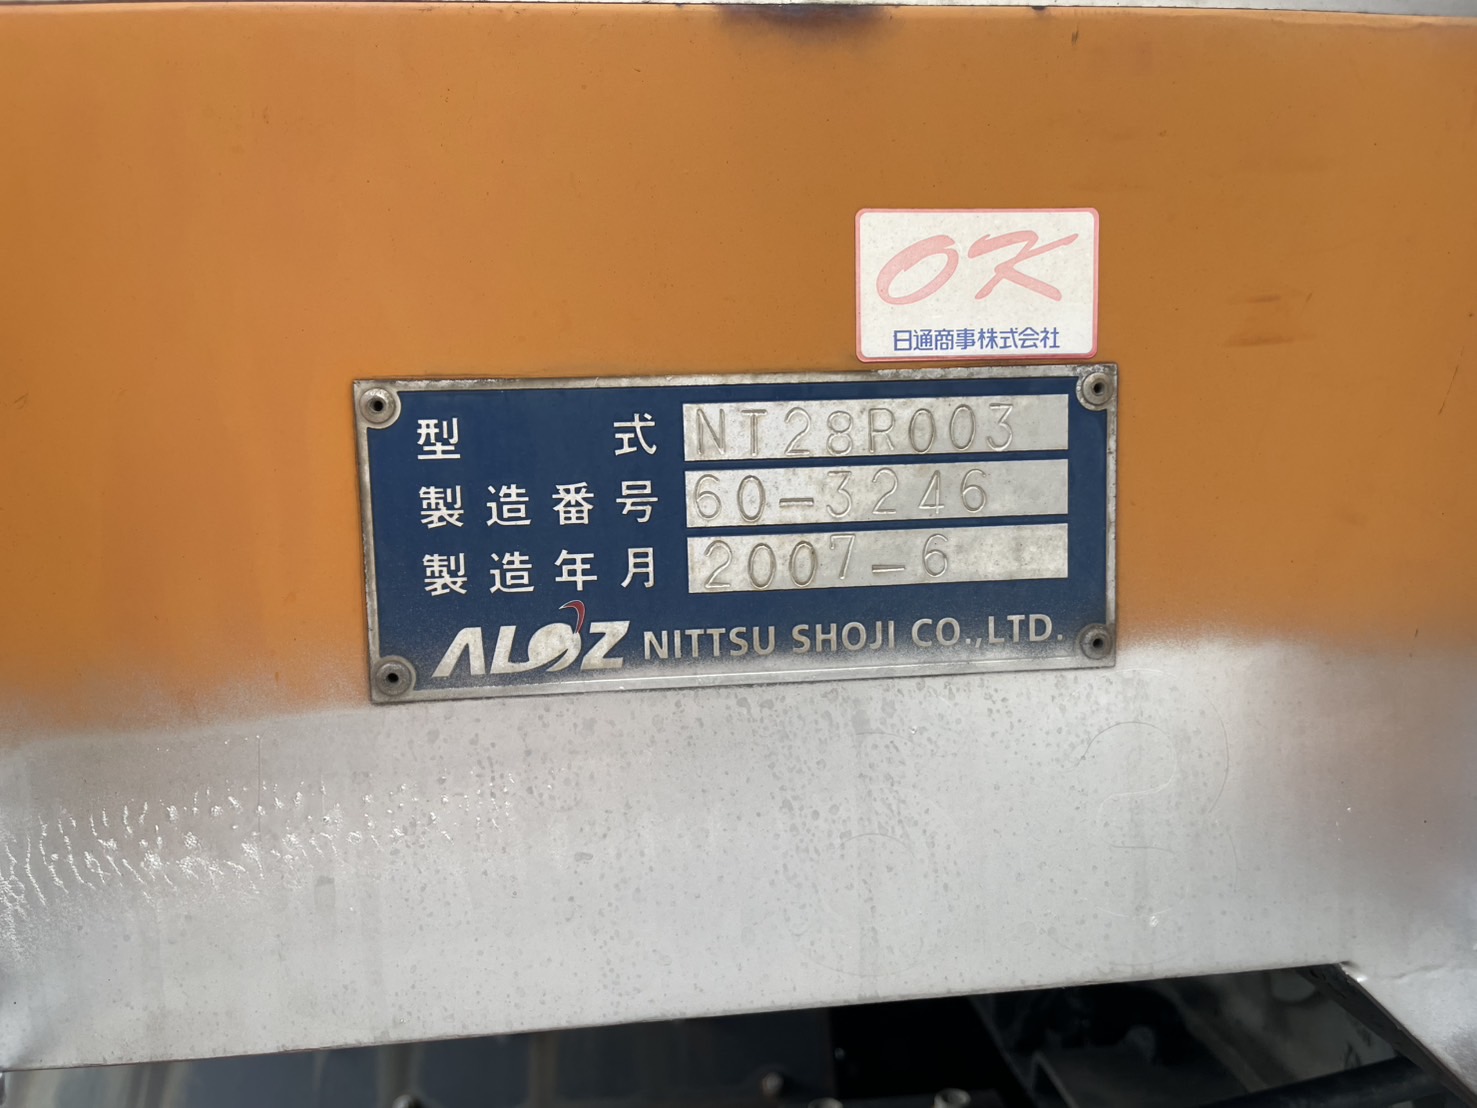 OK
日通商事株式会社
型式 NT28R003
製造番号 60-3246
製造年月 2007-6
ALOZ NITTSU SHOJI CO.,LTD.